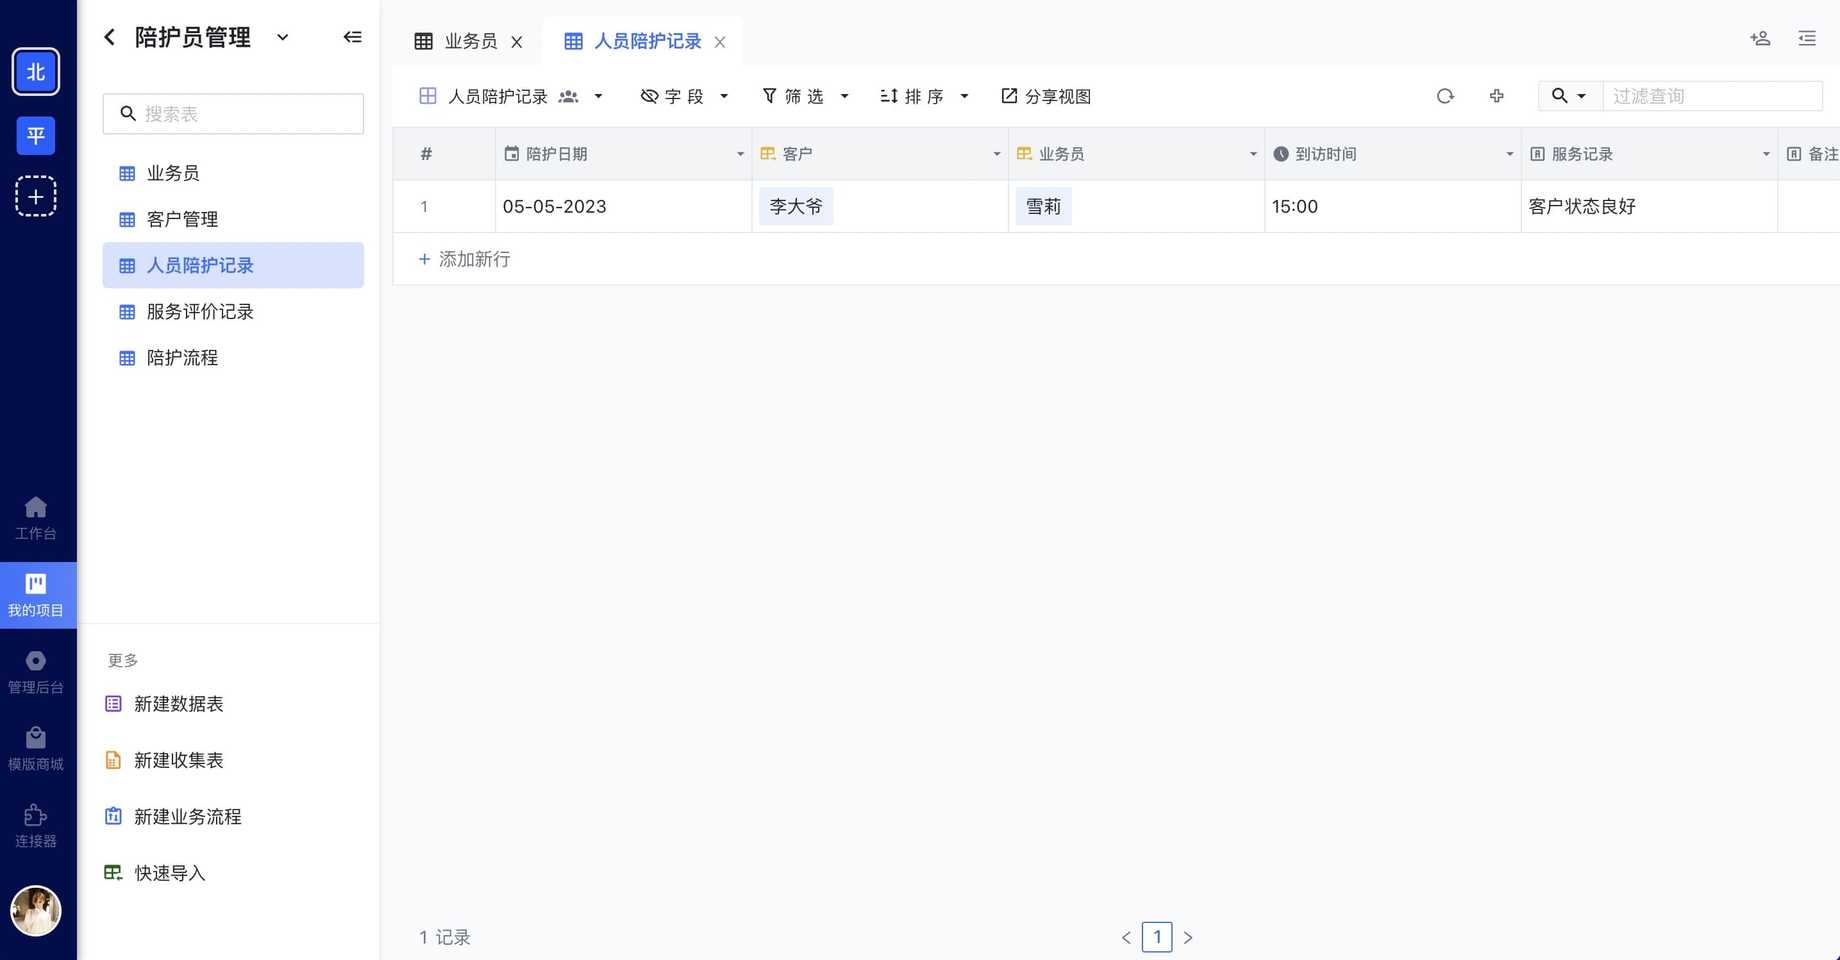 北
平
工作台
我的项目
管理后台
模版商城
连接器
陪护员管理
搜索表
业务员
客户管理
人员陪护记录
服务评价记录
陪护流程
更多
新建数据表
新建收集表
新建业务流程
快速导入
业务员 人员陪护记录
人员陪护记录 字段 筛选 排序 分享视图 过滤查询
# 陪护日期 客户 业务员 到访时间 服务记录 备注
1 05-05-2023 李大爷 雪莉 15:00 客户状态良好
+ 添加新行
1 记录 < 1 >